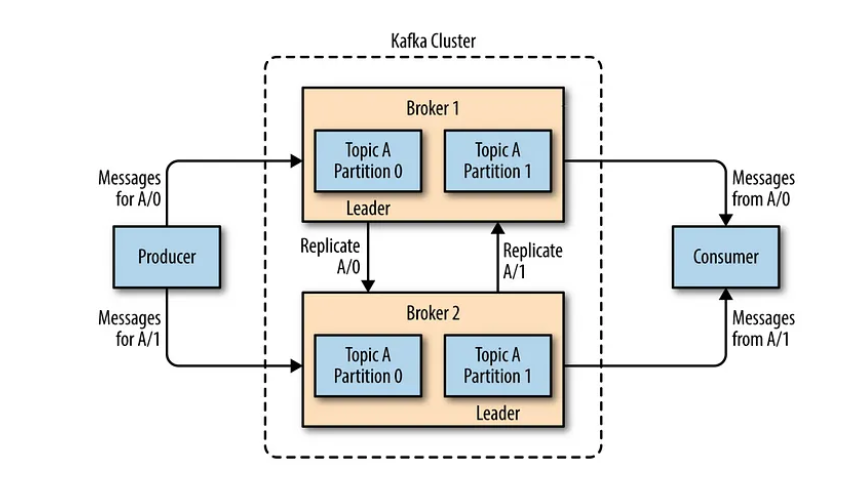 Kafka Cluster
Broker 1
Topic A
Partition 0
Topic A
Partition 1
Leader
Messages
for A/0
Messages
from A/0
Producer
Replicate
A/0
Replicate
A/1
Consumer
Messages
for A/1
Messages
from A/1
Broker 2
Topic A
Partition 0
Topic A
Partition 1
Leader